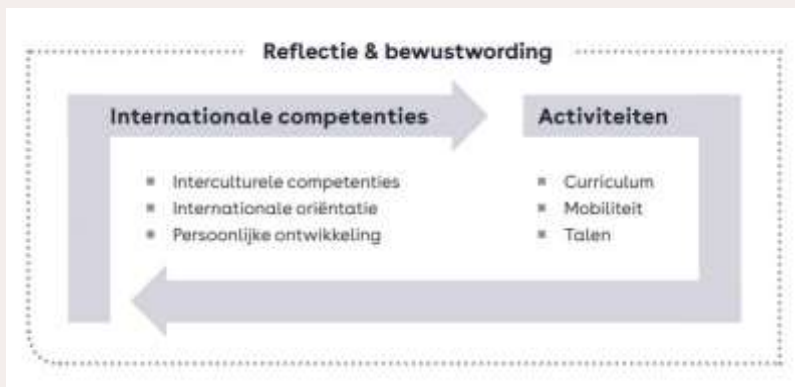 Reflectie & bewustwording
Internationale competenties
Interculturele competenties
Internationale oriëntatie
Persoonlijke ontwikkeling
Activiteiten
Curriculum
Mobiliteit
Talen